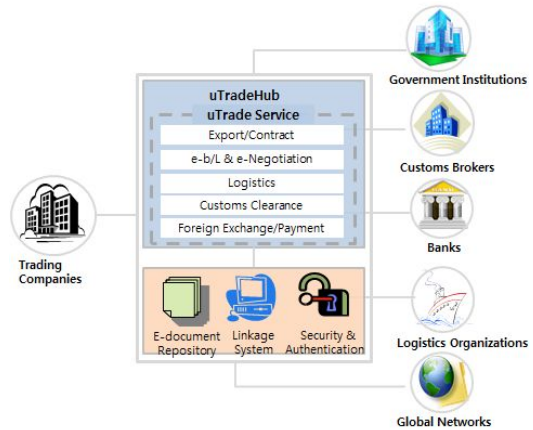 uTradeHub
uTrade Service
Export/Contract
e-b/L & e-Negotiation
Logistics
Customs Clearance
Foreign Exchange/Payment
Trading
Companies
E-document
Repository
Linkage
System
Security &
Authentication
Government Institutions
Customs Brokers
BANK
Banks
Logistics Organizations
Global Networks